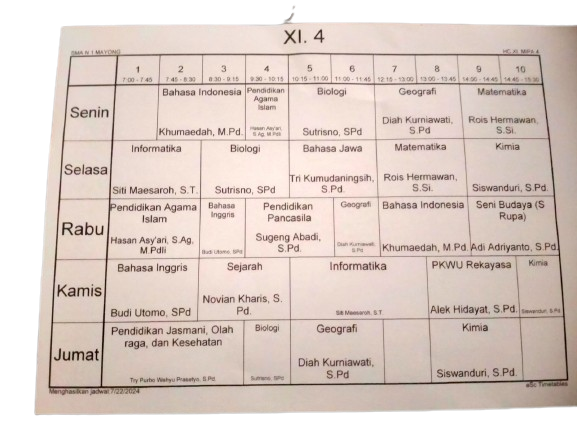 XI. 4
SMA N 1 MAYONG
1 2 3 4 5 6 7 8 9 10
7:00 - 7:45 7:45 - 8:30 8:30 - 9:15 9:30 - 10:15 10:15 - 11:00 11:00 - 11:45 12:15 - 13:00 13:00 - 13:45 14:00 - 14:45 14:45 - 15:30
Senin
Bahasa Indonesia
Khumaedah, M.Pd.
Pendidikan
Agama
Islam
Hasan Asy'ari,
S.Ag, M.PdI
Biologi
Sutrisno, SPd
Geografi
Diah Kurniawati,
S.Pd
Matematika
Rois Hermawan,
S.Si.
Selasa
Informatika
Siti Maesaroh, S.T.
Biologi
Sutrisno, SPd
Bahasa Jawa
Tri Kumudaningsih,
S.Pd.
Matematika
Rois Hermawan,
S.Si.
Kimia
Siswanduri, S.Pd.
Rabu
Pendidikan Agama
Islam
Hasan Asy'ari, S.Ag,
M.PdIi
Bahasa
Inggris
Budi Utomo, SPd
Pendidikan
Pancasila
Sugeng Abadi,
S.Pd.
Geografi
Diah Kurniawati,
S.Pd
Bahasa Indonesia
Khumaedah, M.Pd.
Seni Budaya (S
Rupa)
Adi Adriyanto, S.Pd.
Kamis
Bahasa Inggris
Budi Utomo, SPd
Sejarah
Novian Kharis, S.
Pd.
Informatika
Siti Maesaroh, S.T.
PKWU Rekayasa
Alek Hidayat, S.Pd.
Kimia
Siswanduri, S.Pd.
Jumat
Pendidikan Jasmani, Olah
raga, dan Kesehatan
Try Purbo Wahyu Prasetyo, S.Pd.
Biologi
Sutrisno, SPd
Geografi
Diah Kurniawati,
S.Pd
Kimia
Siswanduri, S.Pd.
Menghasilkan jadwal:7/22/2024
aSc Timetables